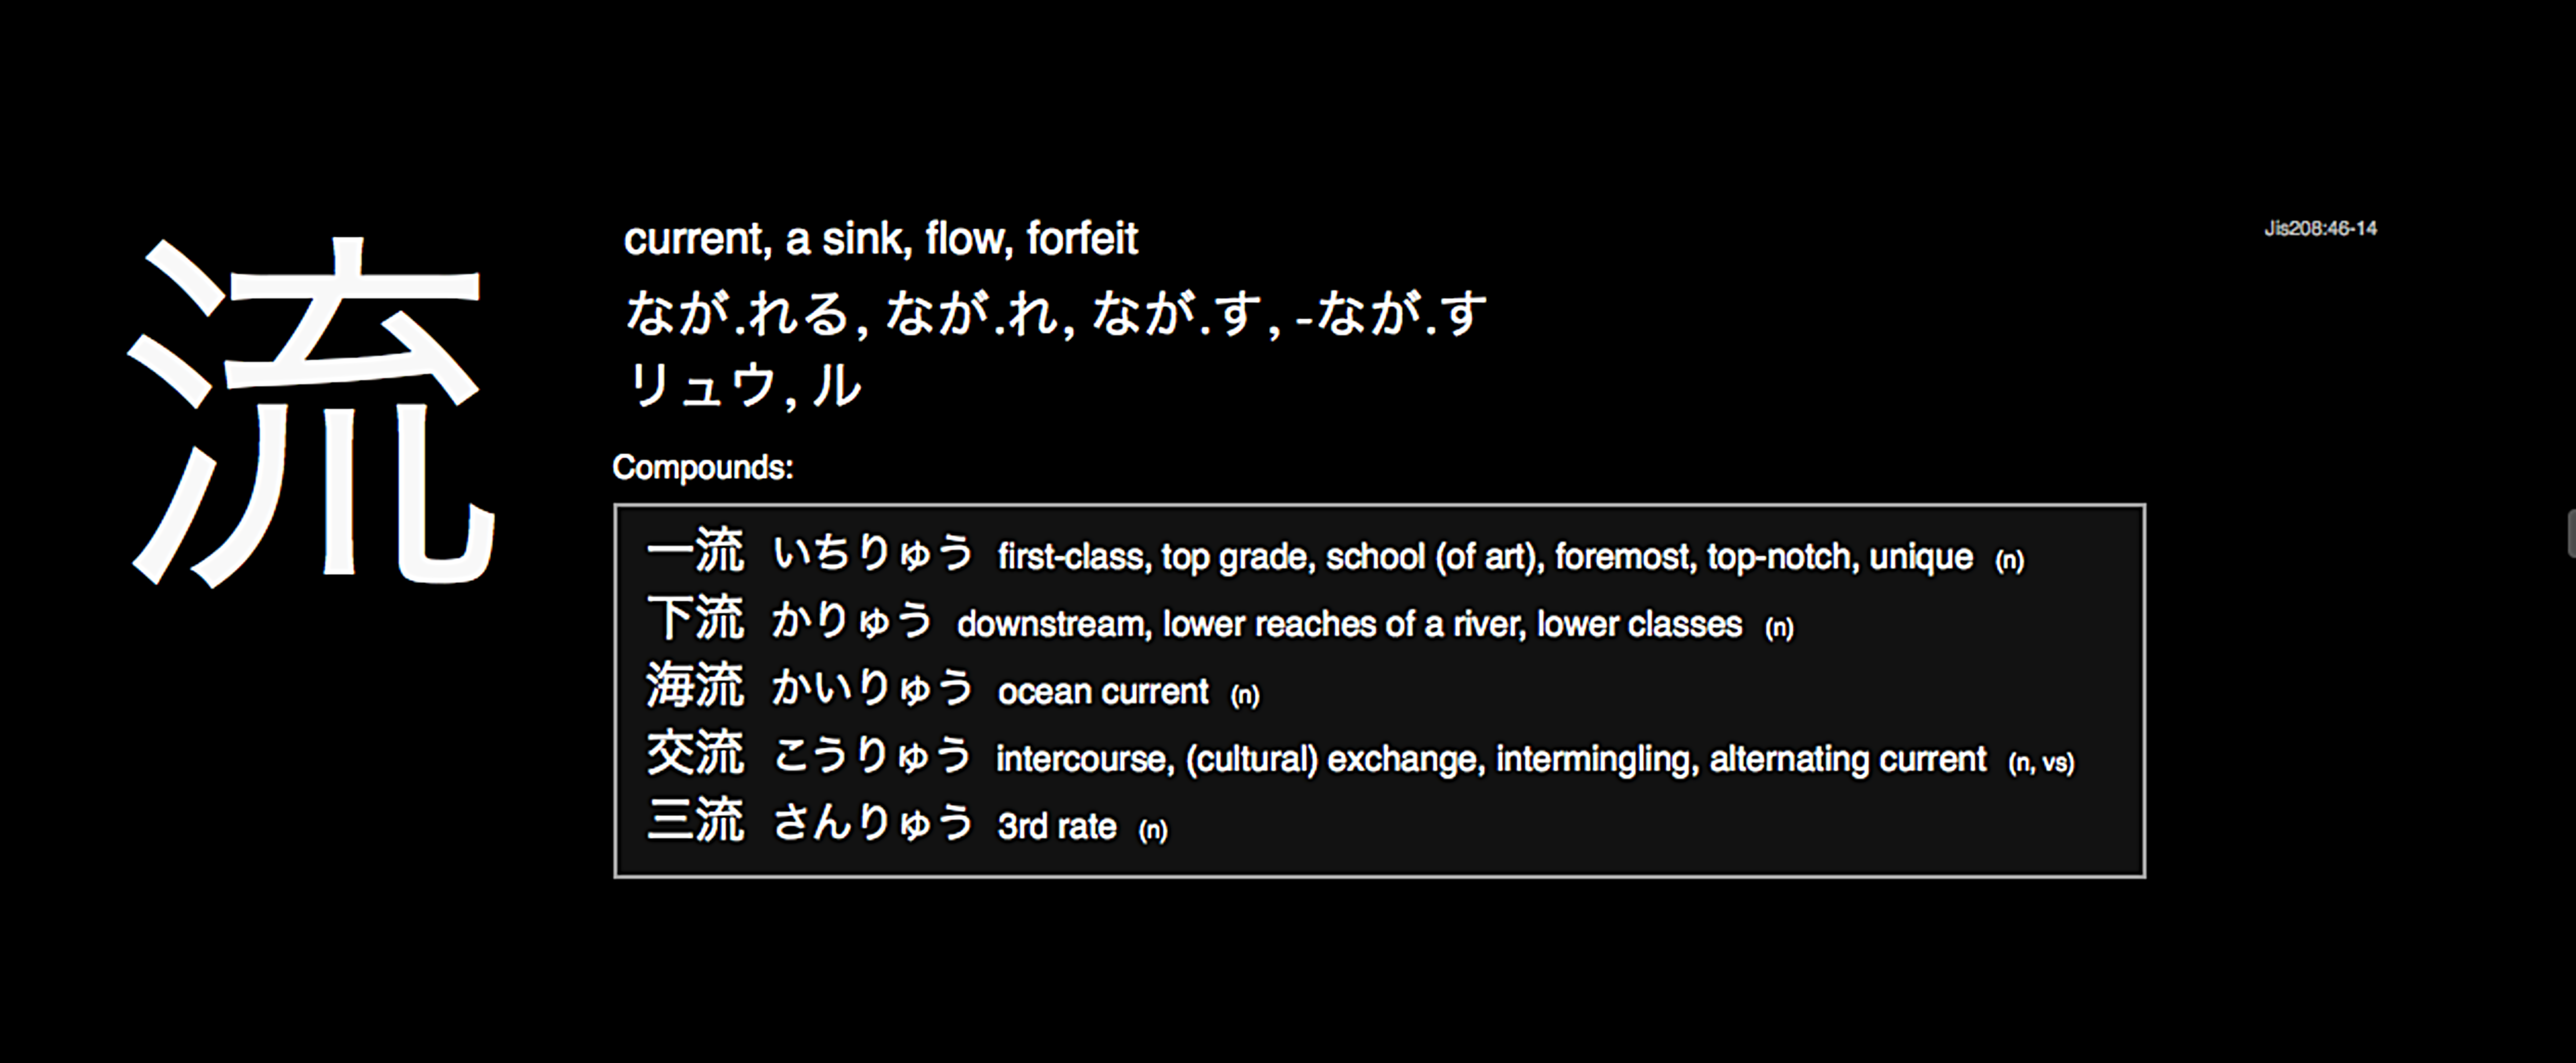 流
current, a sink, flow, forfeit
Jis208:46-14
なが.れる, なが.れ, なが.す, -なが.す
リュウ, ル
Compounds:
一流 いちりゅう first-class, top grade, school (of art), foremost, top-notch, unique (n)
下流 かりゅう downstream, lower reaches of a river, lower classes (n)
海流 かいりゅう ocean current (n)
交流 こうりゅう intercourse, (cultural) exchange, intermingling, alternating current (n, vs)
三流 さんりゅう 3rd rate (n)